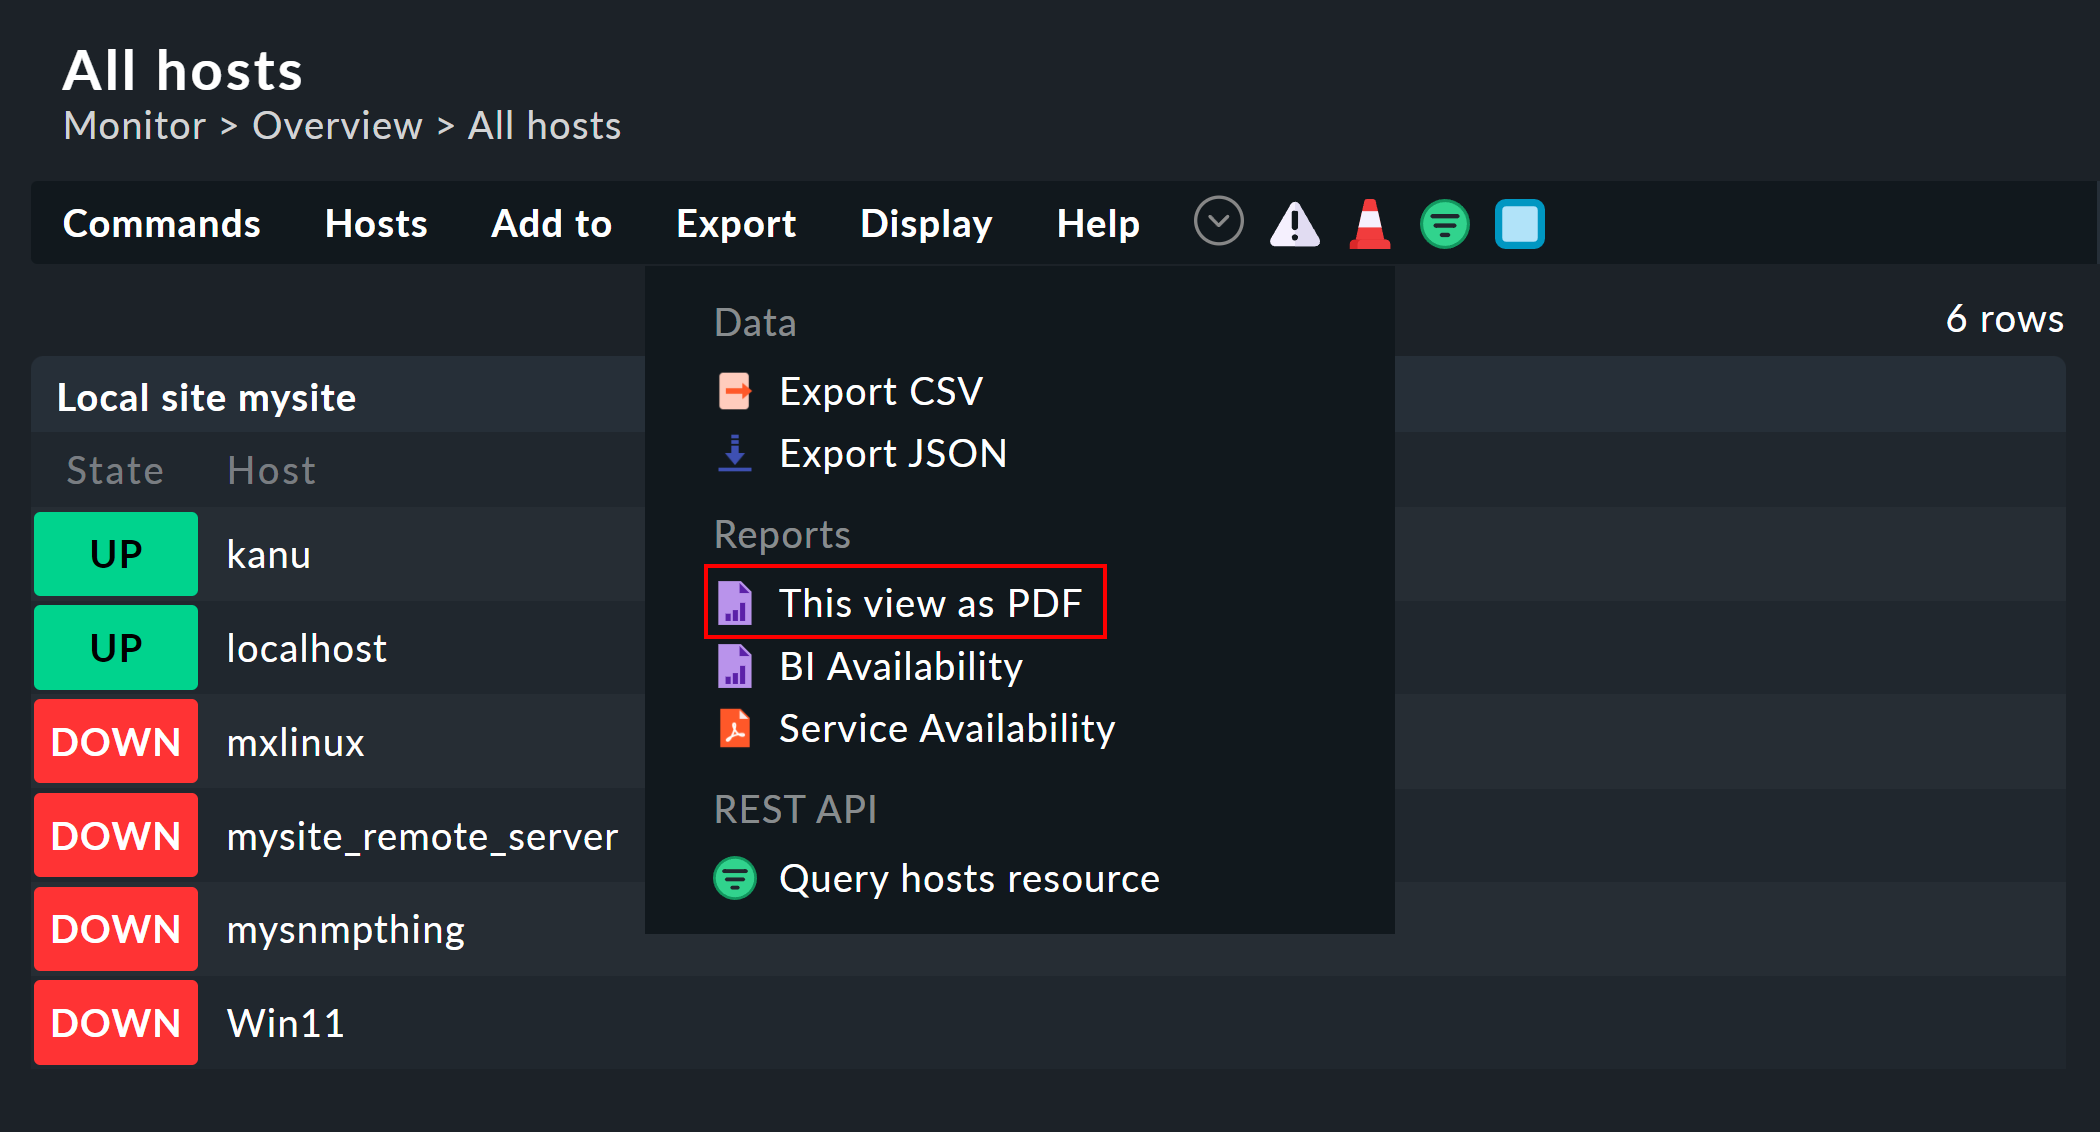 All hosts
Monitor > Overview > All hosts
Commands Hosts Add to Export Display Help
6 rows
Local site mysite
State Host
UP kanu
UP localhost
DOWN mxlinux
DOWN mysite_remote_server
DOWN mysnmpthing
DOWN Win11
Data
Export CSV
Export JSON
Reports
This view as PDF
BI Availability
Service Availability
REST API
Query hosts resource